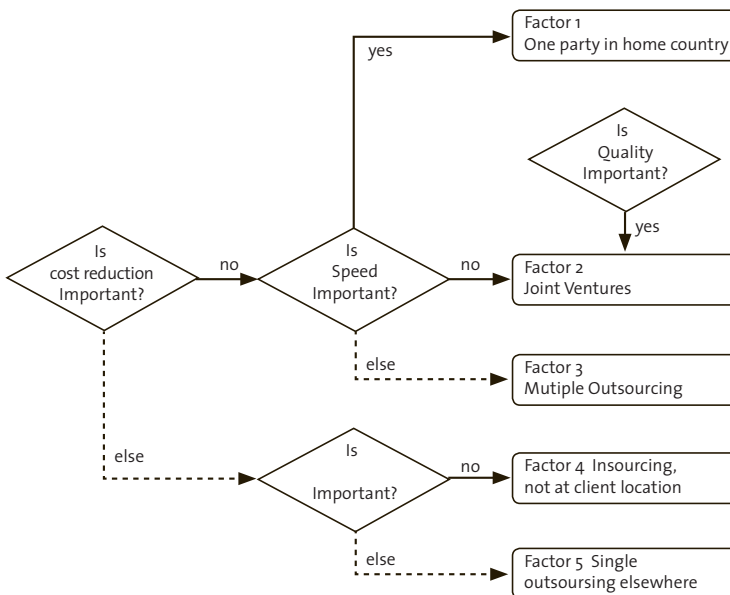 Factor 1
One party in home country
yes
Is
Quality
Important?
yes
Is
cost reduction
Important?
no
Is
Speed
Important?
no
Factor 2
Joint Ventures
else
Factor 3
Mutiple Outsourcing
else
Is
Important?
no
Factor 4 Insourcing,
not at client location
else
Factor 5 Single
outsoursing elsewhere